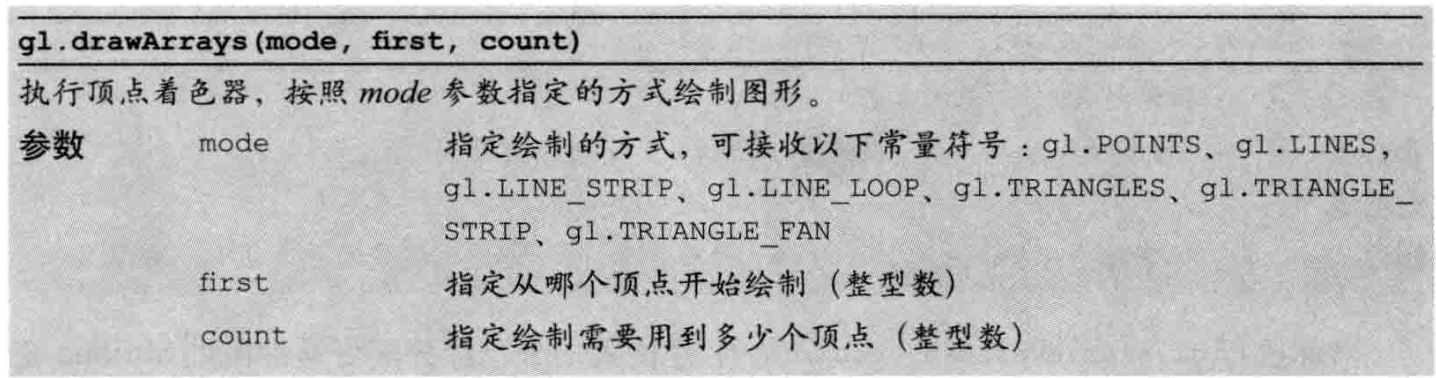 gl.drawArrays(mode, first, count)
执行顶点着色器，按照 mode 参数指定的方式绘制图形。
参数 mode 指定绘制的方式，可接收以下常量符号：gl.POINTS、gl.LINES，
gl.LINE_STRIP、gl.LINE_LOOP、gl.TRIANGLES、gl.TRIANGLE_
STRIP、gl.TRIANGLE_FAN
first 指定从哪个顶点开始绘制（整型数）
count 指定绘制需要用到多少个顶点（整型数）